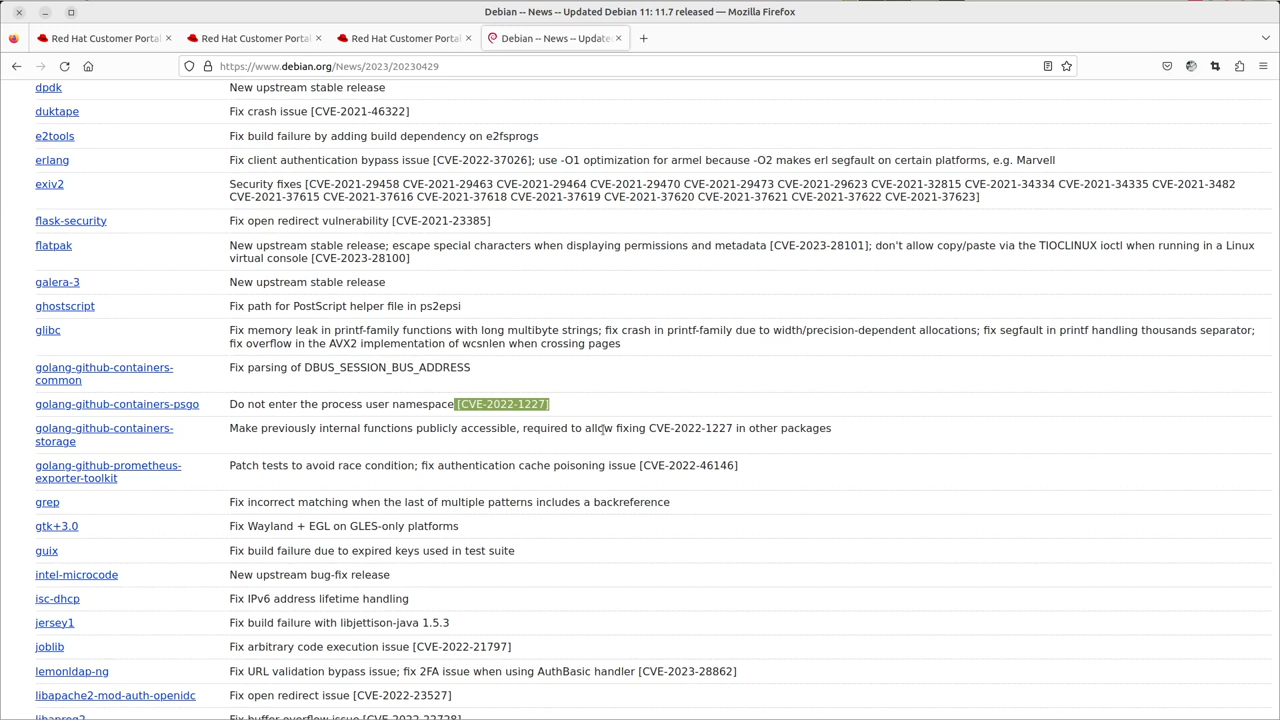 Debian -- News -- Updated Debian 11: 11.7 released — Mozilla Firefox
Red Hat Customer Porta
Red Hat Customer Porta
Red Hat Customer Porta
Debian -- News -- Update
https://www.debian.org/News/2023/20230429
dpdk New upstream stable release
duktape Fix crash issue [CVE-2021-46322]
e2tools Fix build failure by adding build dependency on e2fsprogs
erlang Fix client authentication bypass issue [CVE-2022-37026]; use -O1 optimization for armel because -O2 makes erl segfault on certain platforms, e.g. Marvell
exiv2 Security fixes [CVE-2021-29458 CVE-2021-29463 CVE-2021-29464 CVE-2021-29470 CVE-2021-29473 CVE-2021-29623 CVE-2021-32815 CVE-2021-34334 CVE-2021-34335 CVE-2021-3482
CVE-2021-37615 CVE-2021-37616 CVE-2021-37618 CVE-2021-37619 CVE-2021-37620 CVE-2021-37621 CVE-2021-37622 CVE-2021-37623]
flask-security Fix open redirect vulnerability [CVE-2021-23385]
flatpak New upstream stable release; escape special characters when displaying permissions and metadata [CVE-2023-28101]; don't allow copy/paste via the TIOCLINUX ioctl when running in a Linux
virtual console [CVE-2023-28100]
galera-3 New upstream stable release
ghostscript Fix path for PostScript helper file in ps2epsi
glibc Fix memory leak in printf-family functions with long multibyte strings; fix crash in printf-family due to width/precision-dependent allocations; fix segfault in printf handling thousands separator;
fix overflow in the AVX2 implementation of wcsnlen when crossing pages
golang-github-containers- Fix parsing of DBUS_SESSION_BUS_ADDRESS
common
golang-github-containers-psgo Do not enter the process user namespace [CVE-2022-1227]
golang-github-containers- Make previously internal functions publicly accessible, required to allow fixing CVE-2022-1227 in other packages
storage
golang-github-prometheus- Patch tests to avoid race condition; fix authentication cache poisoning issue [CVE-2022-46146]
exporter-toolkit
grep Fix incorrect matching when the last of multiple patterns includes a backreference
gtk+3.0 Fix Wayland + EGL on GLES-only platforms
guix Fix build failure due to expired keys used in test suite
intel-microcode New upstream bug-fix release
isc-dhcp Fix IPv6 address lifetime handling
jersey1 Fix build failure with libjettison-java 1.5.3
joblib Fix arbitrary code execution issue [CVE-2022-21797]
lemonldap-ng Fix URL validation bypass issue; fix 2FA issue when using AuthBasic handler [CVE-2023-28862]
libapache2-mod-auth-openidc Fix open redirect issue [CVE-2022-23527]
Fix buffer overflow issue [CVE-2022-22728]